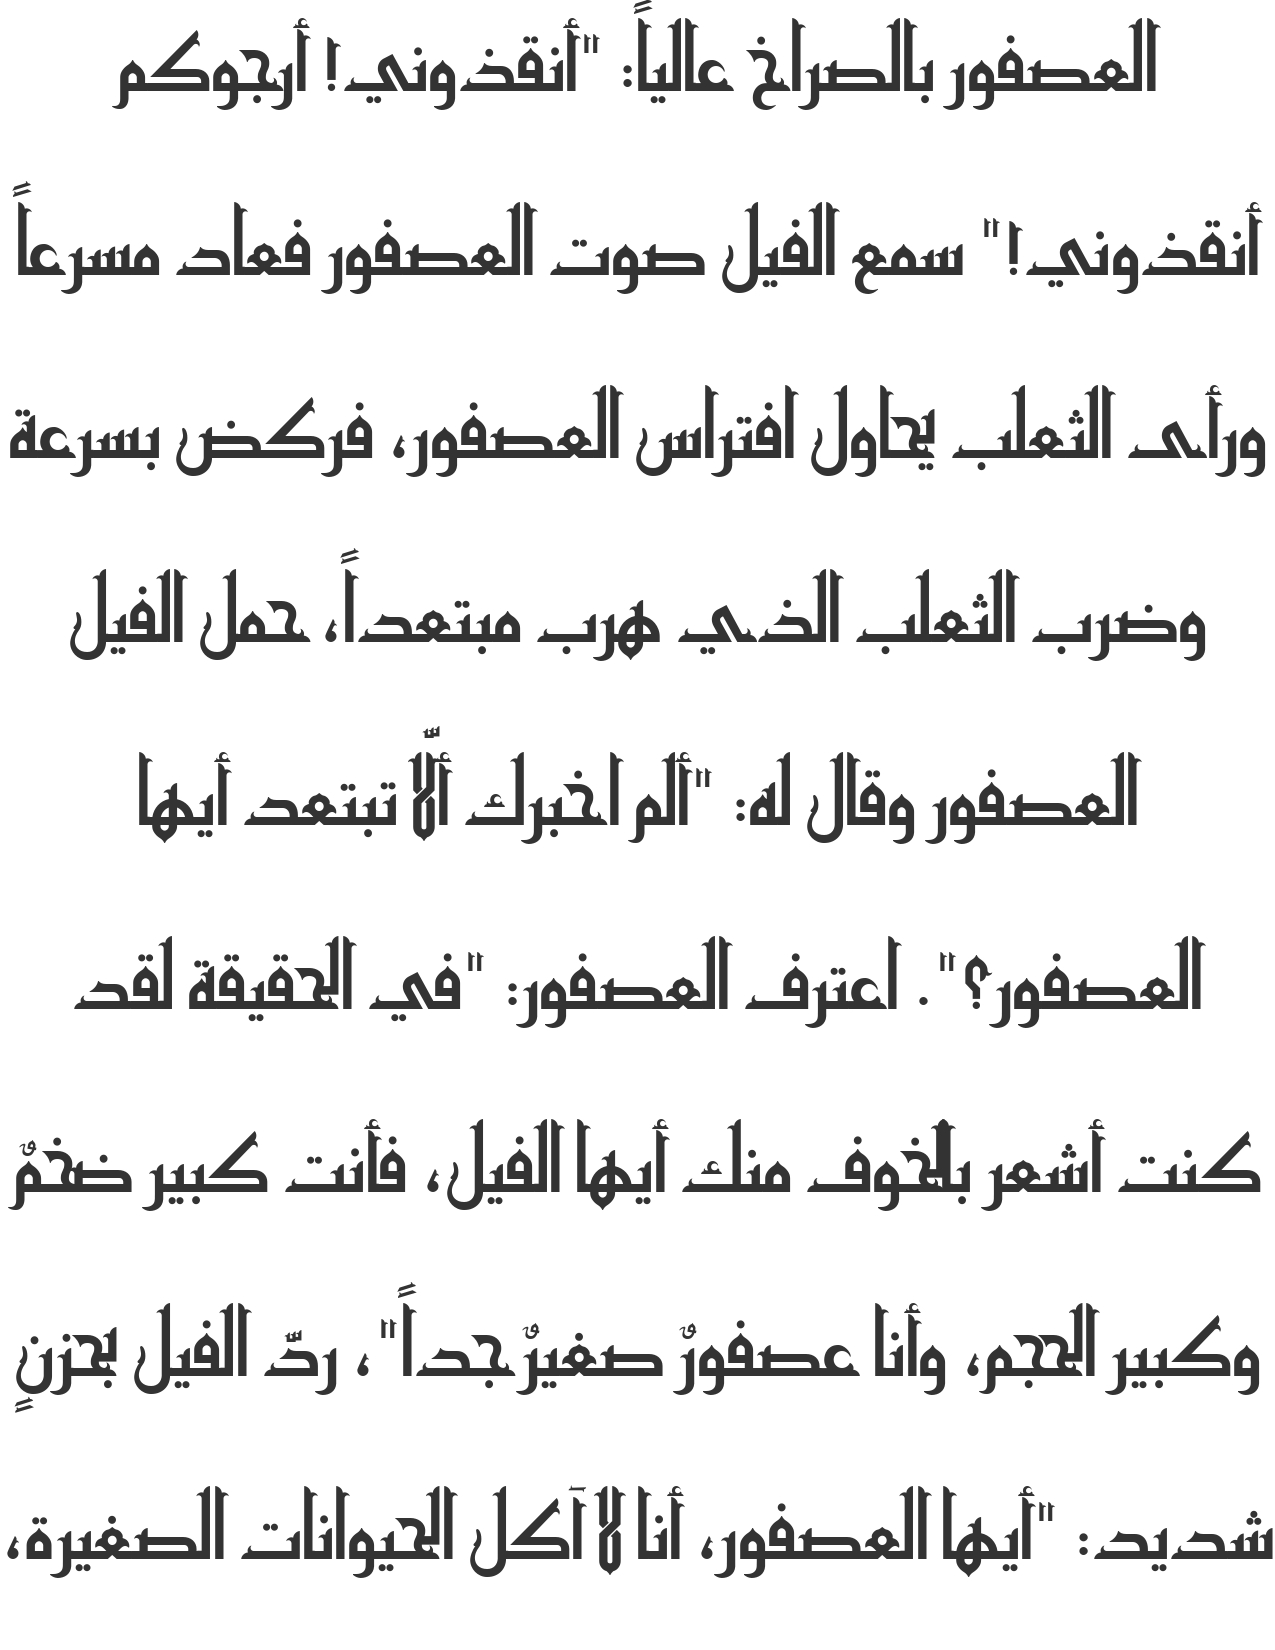 العصفور بالصراخ عالياً: "أنقذوني! أرجوكم
أنقذوني!" سمع الفيل صوت العصفور فعاد مسرعاً
ورأى الثعلب يحاول افتراس العصفور، فركض بسرعة
وضرب الثعلب الذي هرب مبتعداً، حمل الفيل
العصفور وقال له: "ألم اخبرك ألّا تبتعد أيها
العصفور؟". اعترف العصفور: "في الحقيقة لقد
كنت أشعر بالخوف منك أيها الفيل، فأنت كبير ضخمٌ
وكبير الحجم، وأنا عصفورٌ صغيرٌ جداً"، ردّ الفيل بحزنٍ
شديد: "أيها العصفور، أنا لا آكل الحيوانات الصغيرة،